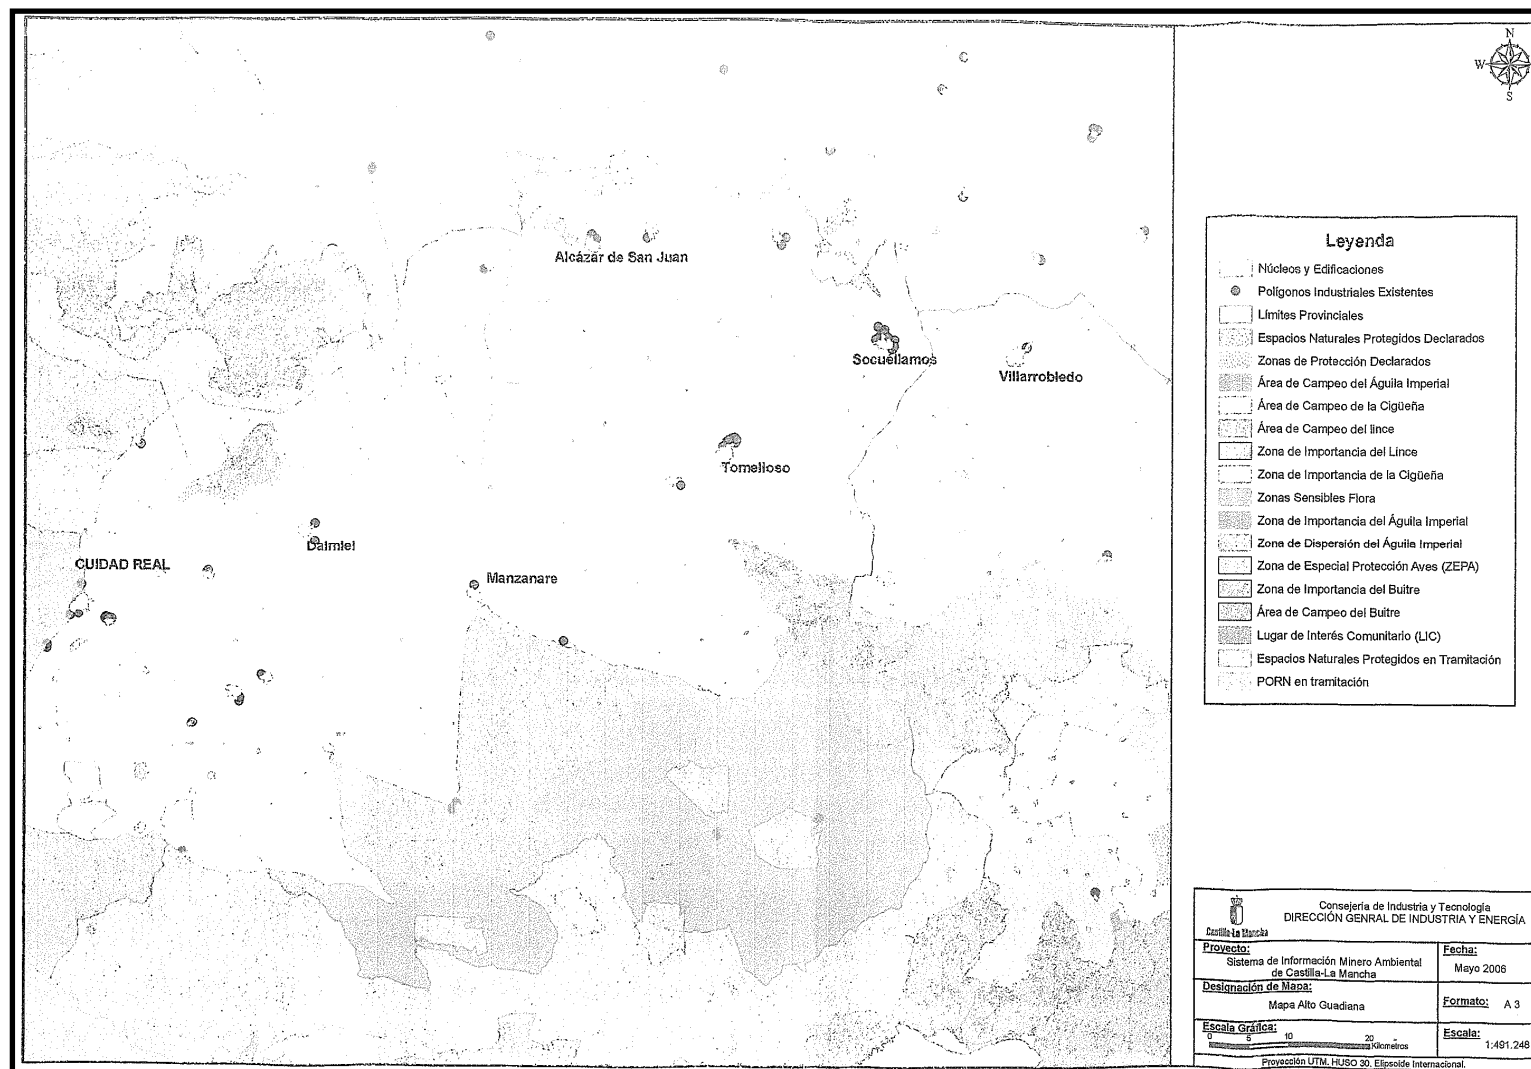 N
W
S
Alcázar de San Juan
Socuéllamos
Villarrobledo
Tomelloso
Daimiel
CUIDAD REAL
Manzanare
Leyenda
Núcleos y Edificaciones
Polígonos Industriales Existentes
Límites Provinciales
Espacios Naturales Protegidos Declarados
Zonas de Protección Declarados
Área de Campeo del Águila Imperial
Área de Campeo de la Cigüeña
Área de Campeo del lince
Zona de Importancia del Lince
Zona de Importancia de la Cigüeña
Zonas Sensibles Flora
Zona de Importancia del Águila Imperial
Zona de Dispersión del Águila Imperial
Zona de Especial Protección Aves (ZEPA)
Zona de Importancia del Buitre
Área de Campeo del Buitre
Lugar de Interés Comunitario (LIC)
Espacios Naturales Protegidos en Tramitación
PORN en tramitación
Castilla-La Mancha
Consejería de Industria y Tecnología
DIRECCIÓN GENRAL DE INDUSTRIA Y ENERGÍA
Proyecto:
Sistema de Información Minero Ambiental
de Castilla-La Mancha
Fecha:
Mayo 2006
Designación de Mapa:
Mapa Alto Guadiana
Formato: A 3
Escala Gráfica:
0 5 10 20
Kilómetros
Escala:
1:491.248
Proyección UTM. HUSO 30. Elipsoide Internacional.